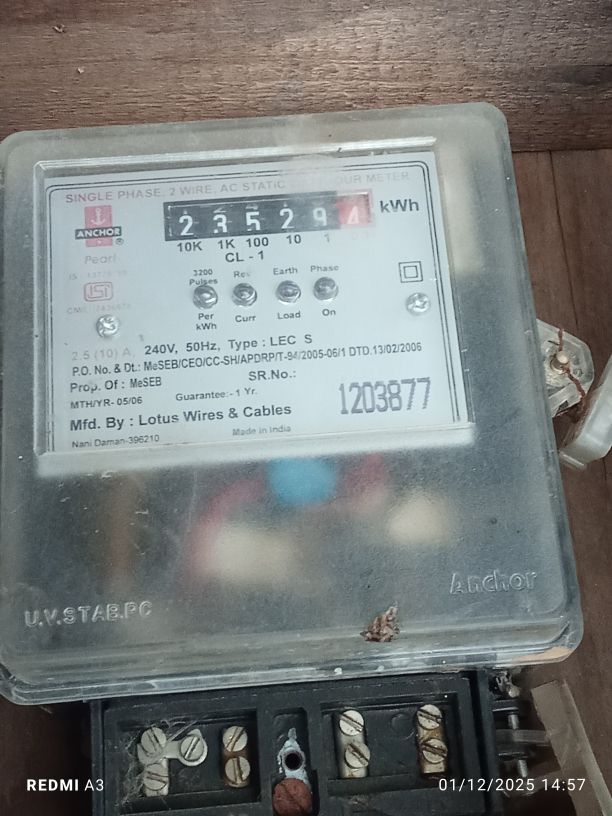 SINGLE PHASE, 2 WIRE, AC STATIC HOUR METER
2 3 5 2 9 4 kWh
10K 1K 100 10 1
CL - 1
ANCHOR ®
Pearl
3200 Pulses Per kWh
Rev Curr
Earth Load
Phase On
ISI
2.5 (10) A, 240V, 50Hz, Type : LEC S
P.O. No. & Dt.: MeSEB/CEO/CC-SH/APDRP/T-94/2005-06/1 DTD.13/02/2006
Prop. Of : MeSEB SR.No.:
MTH/YR- 05/06 Guarantee:- 1 Yr.
1203877
Mfd. By : Lotus Wires & Cables
Nani Daman-396210 Made in India
Anchor
U.V.STAB.PC
REDMI A3 01/12/2025 14:57